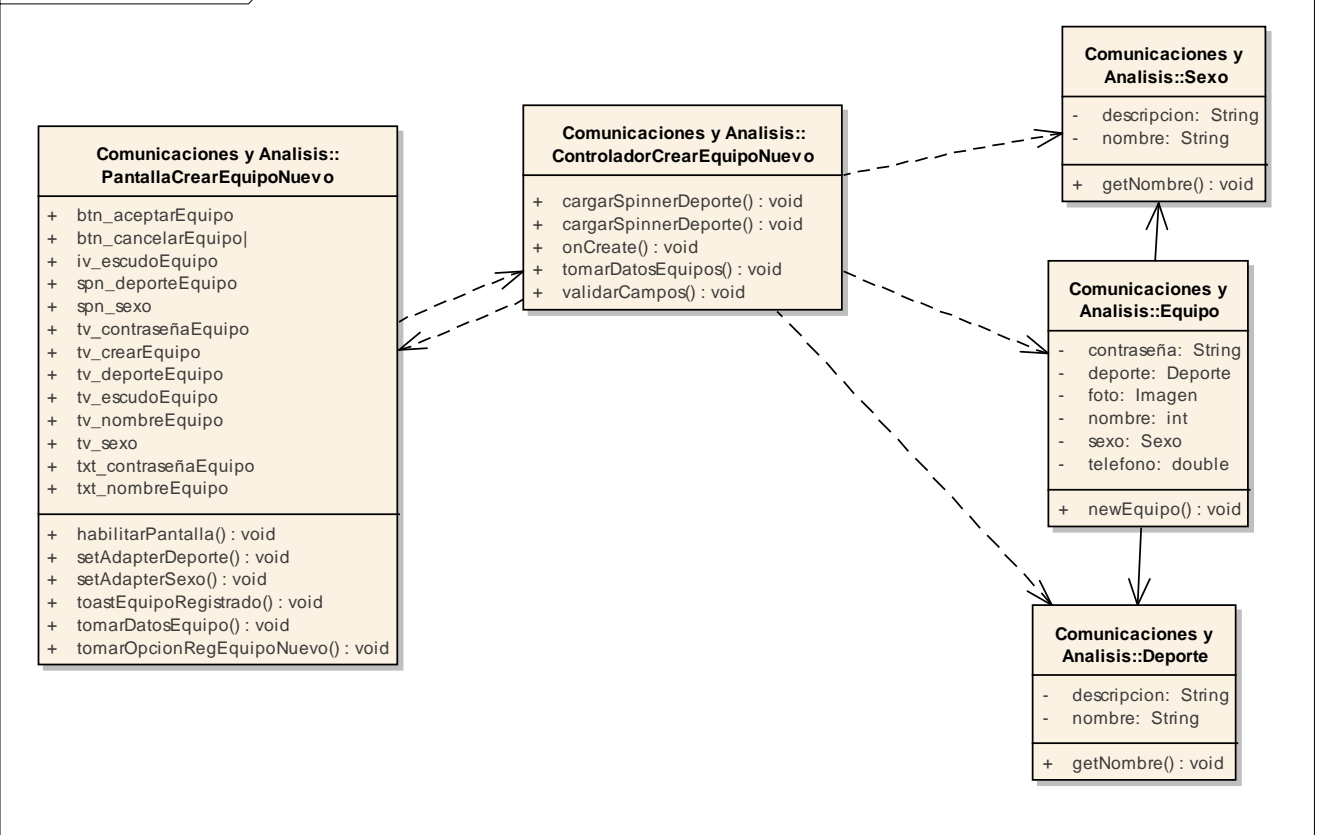 Comunicaciones y Analisis::
PantallaCrearEquipoNuevo
+ btn_aceptarEquipo
+ btn_cancelarEquipo|
+ iv_escudoEquipo
+ spn_deporteEquipo
+ spn_sexo
+ tv_contraseñaEquipo
+ tv_crearEquipo
+ tv_deporteEquipo
+ tv_escudoEquipo
+ tv_nombreEquipo
+ tv_sexo
+ txt_contraseñaEquipo
+ txt_nombreEquipo
+ habilitarPantalla() : void
+ setAdapterDeporte() : void
+ setAdapterSexo() : void
+ toastEquipoRegistrado() : void
+ tomarDatosEquipo() : void
+ tomarOpcionRegEquipoNuevo() : void
Comunicaciones y Analisis::
ControladorCrearEquipoNuevo
+ cargarSpinnerDeporte() : void
+ cargarSpinnerDeporte() : void
+ onCreate() : void
+ tomarDatosEquipos() : void
+ validarCampos() : void
Comunicaciones y
Analisis::Sexo
- descripcion: String
- nombre: String
+ getNombre() : void
Comunicaciones y
Analisis::Equipo
- contraseña: String
- deporte: Deporte
- foto: Imagen
- nombre: int
- sexo: Sexo
- telefono: double
+ newEquipo() : void
Comunicaciones y
Analisis::Deporte
- descripcion: String
- nombre: String
+ getNombre() : void